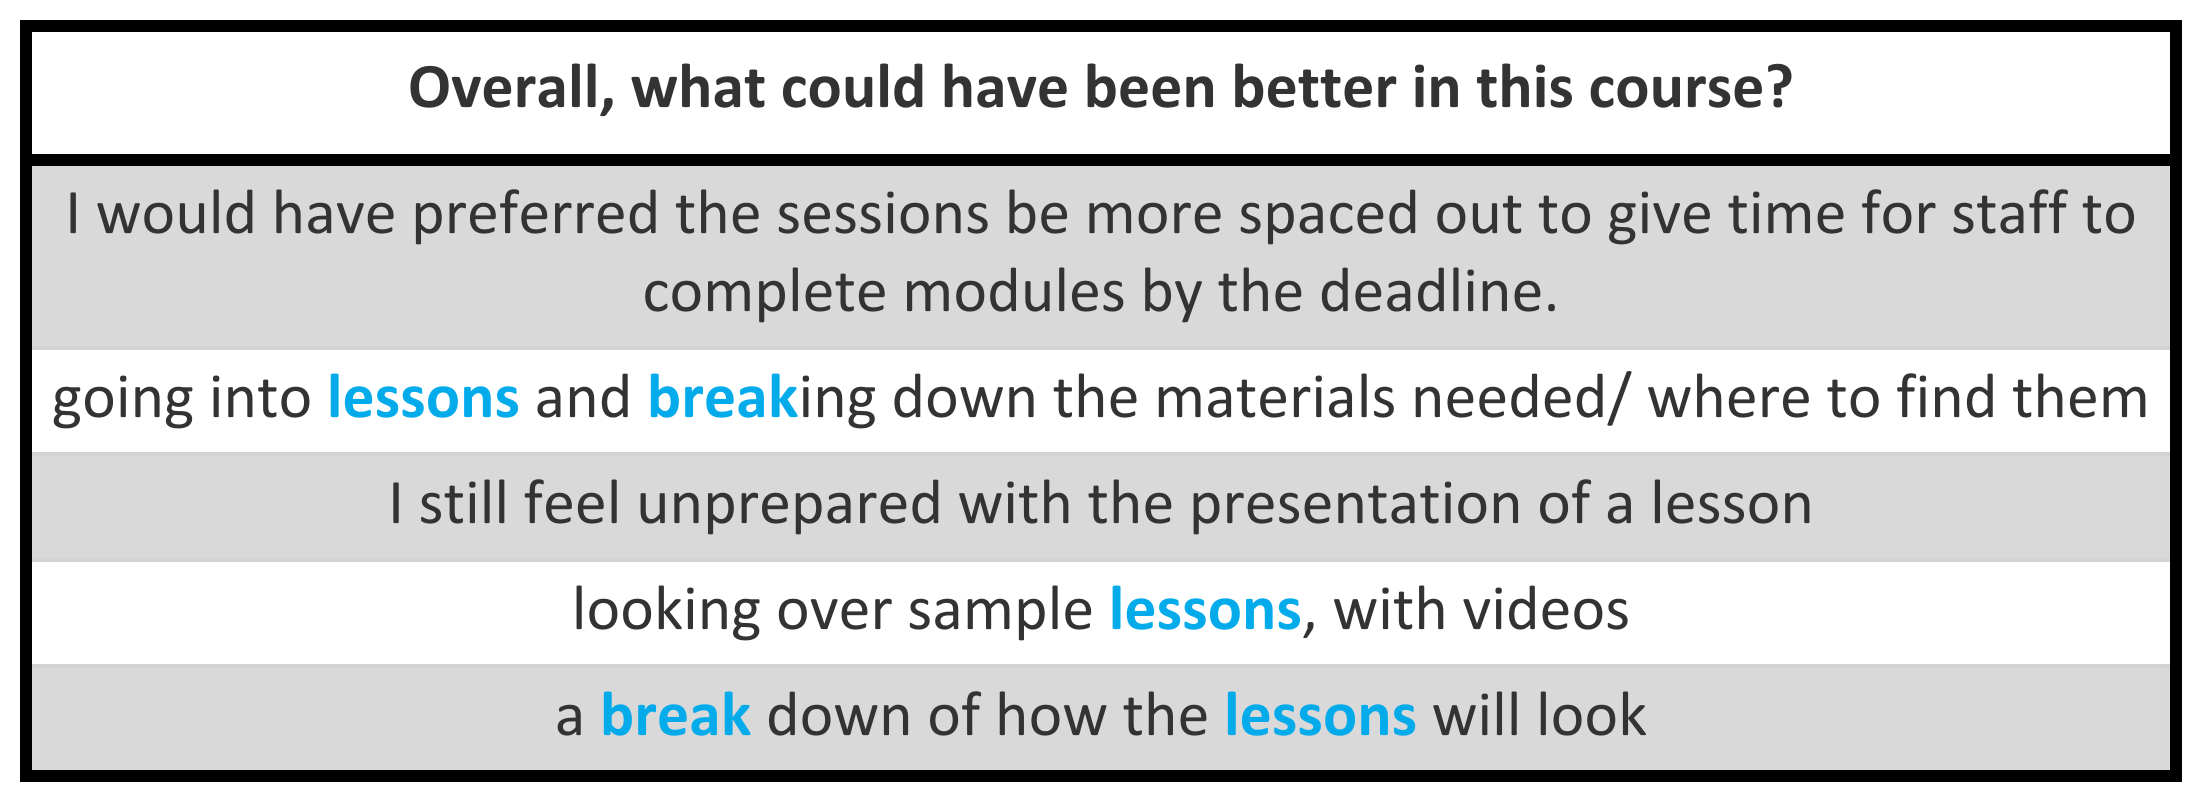 Overall, what could have been better in this course?
I would have preferred the sessions be more spaced out to give time for staff to
complete modules by the deadline.
going into lessons and breaking down the materials needed/ where to find them
I still feel unprepared with the presentation of a lesson
looking over sample lessons, with videos
a break down of how the lessons will look